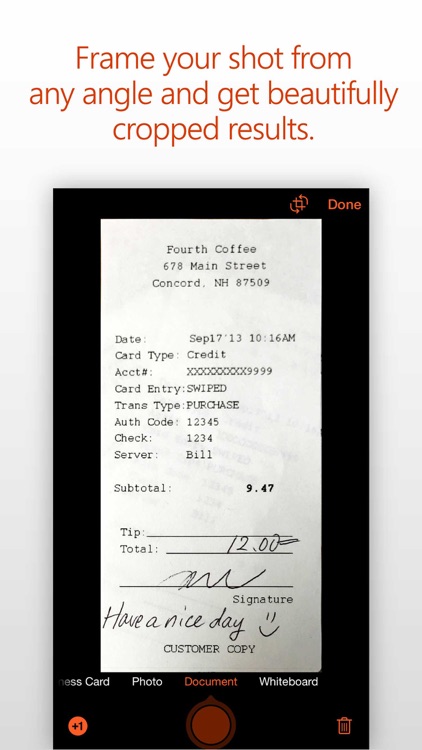 Frame your shot from
any angle and get beautifully
cropped results.
Done
Fourth Coffee
678 Main Street
Concord, NH 87509
Date: Sep17'13 10:16AM
Card Type: Credit
Acct#: XXXXXXXXX9999
Card Entry:SWIPED
Trans Type:PURCHASE
Auth Code: 12345
Check: 1234
Server: Bill
Subtotal: 9.47
Tip:
Total: 12.00
Signature
Have a nice day
CUSTOMER COPY
ness Card Photo Document Whiteboard
+1